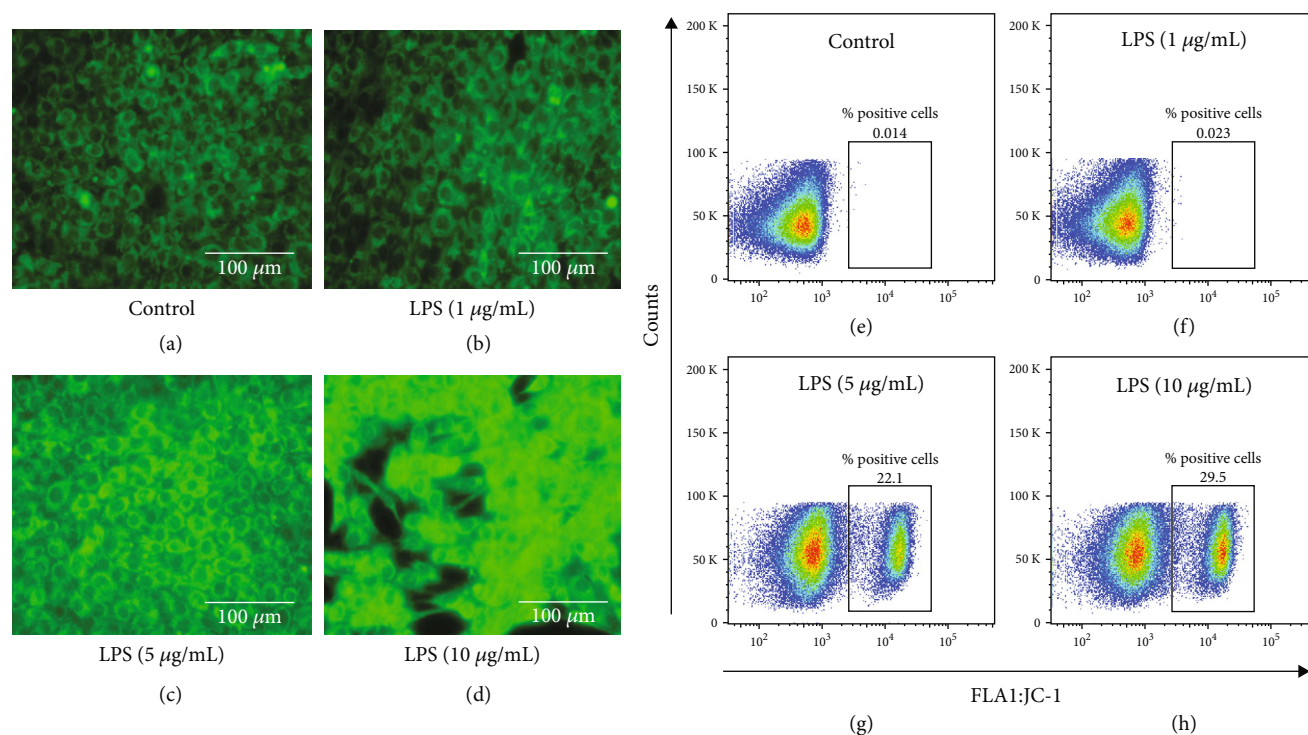 100 μm
Control
(a)
100 μm
LPS (1 μg/mL)
(b)
100 μm
LPS (5 μg/mL)
(c)
100 μm
LPS (10 μg/mL)
(d)
Counts
200 K
150 K
100 K
50 K
0
Control
% positive cells
0.014
10²
10³
10⁴
10⁵
(e)
200 K
150 K
100 K
50 K
0
LPS (1 μg/mL)
% positive cells
0.023
10²
10³
10⁴
10⁵
(f)
200 K
150 K
100 K
50 K
0
LPS (5 μg/mL)
% positive cells
22.1
10²
10³
10⁴
10⁵
200 K
150 K
100 K
50 K
0
LPS (10 μg/mL)
% positive cells
29.5
10²
10³
10⁴
10⁵
FLA1:JC-1
(g)
(h)